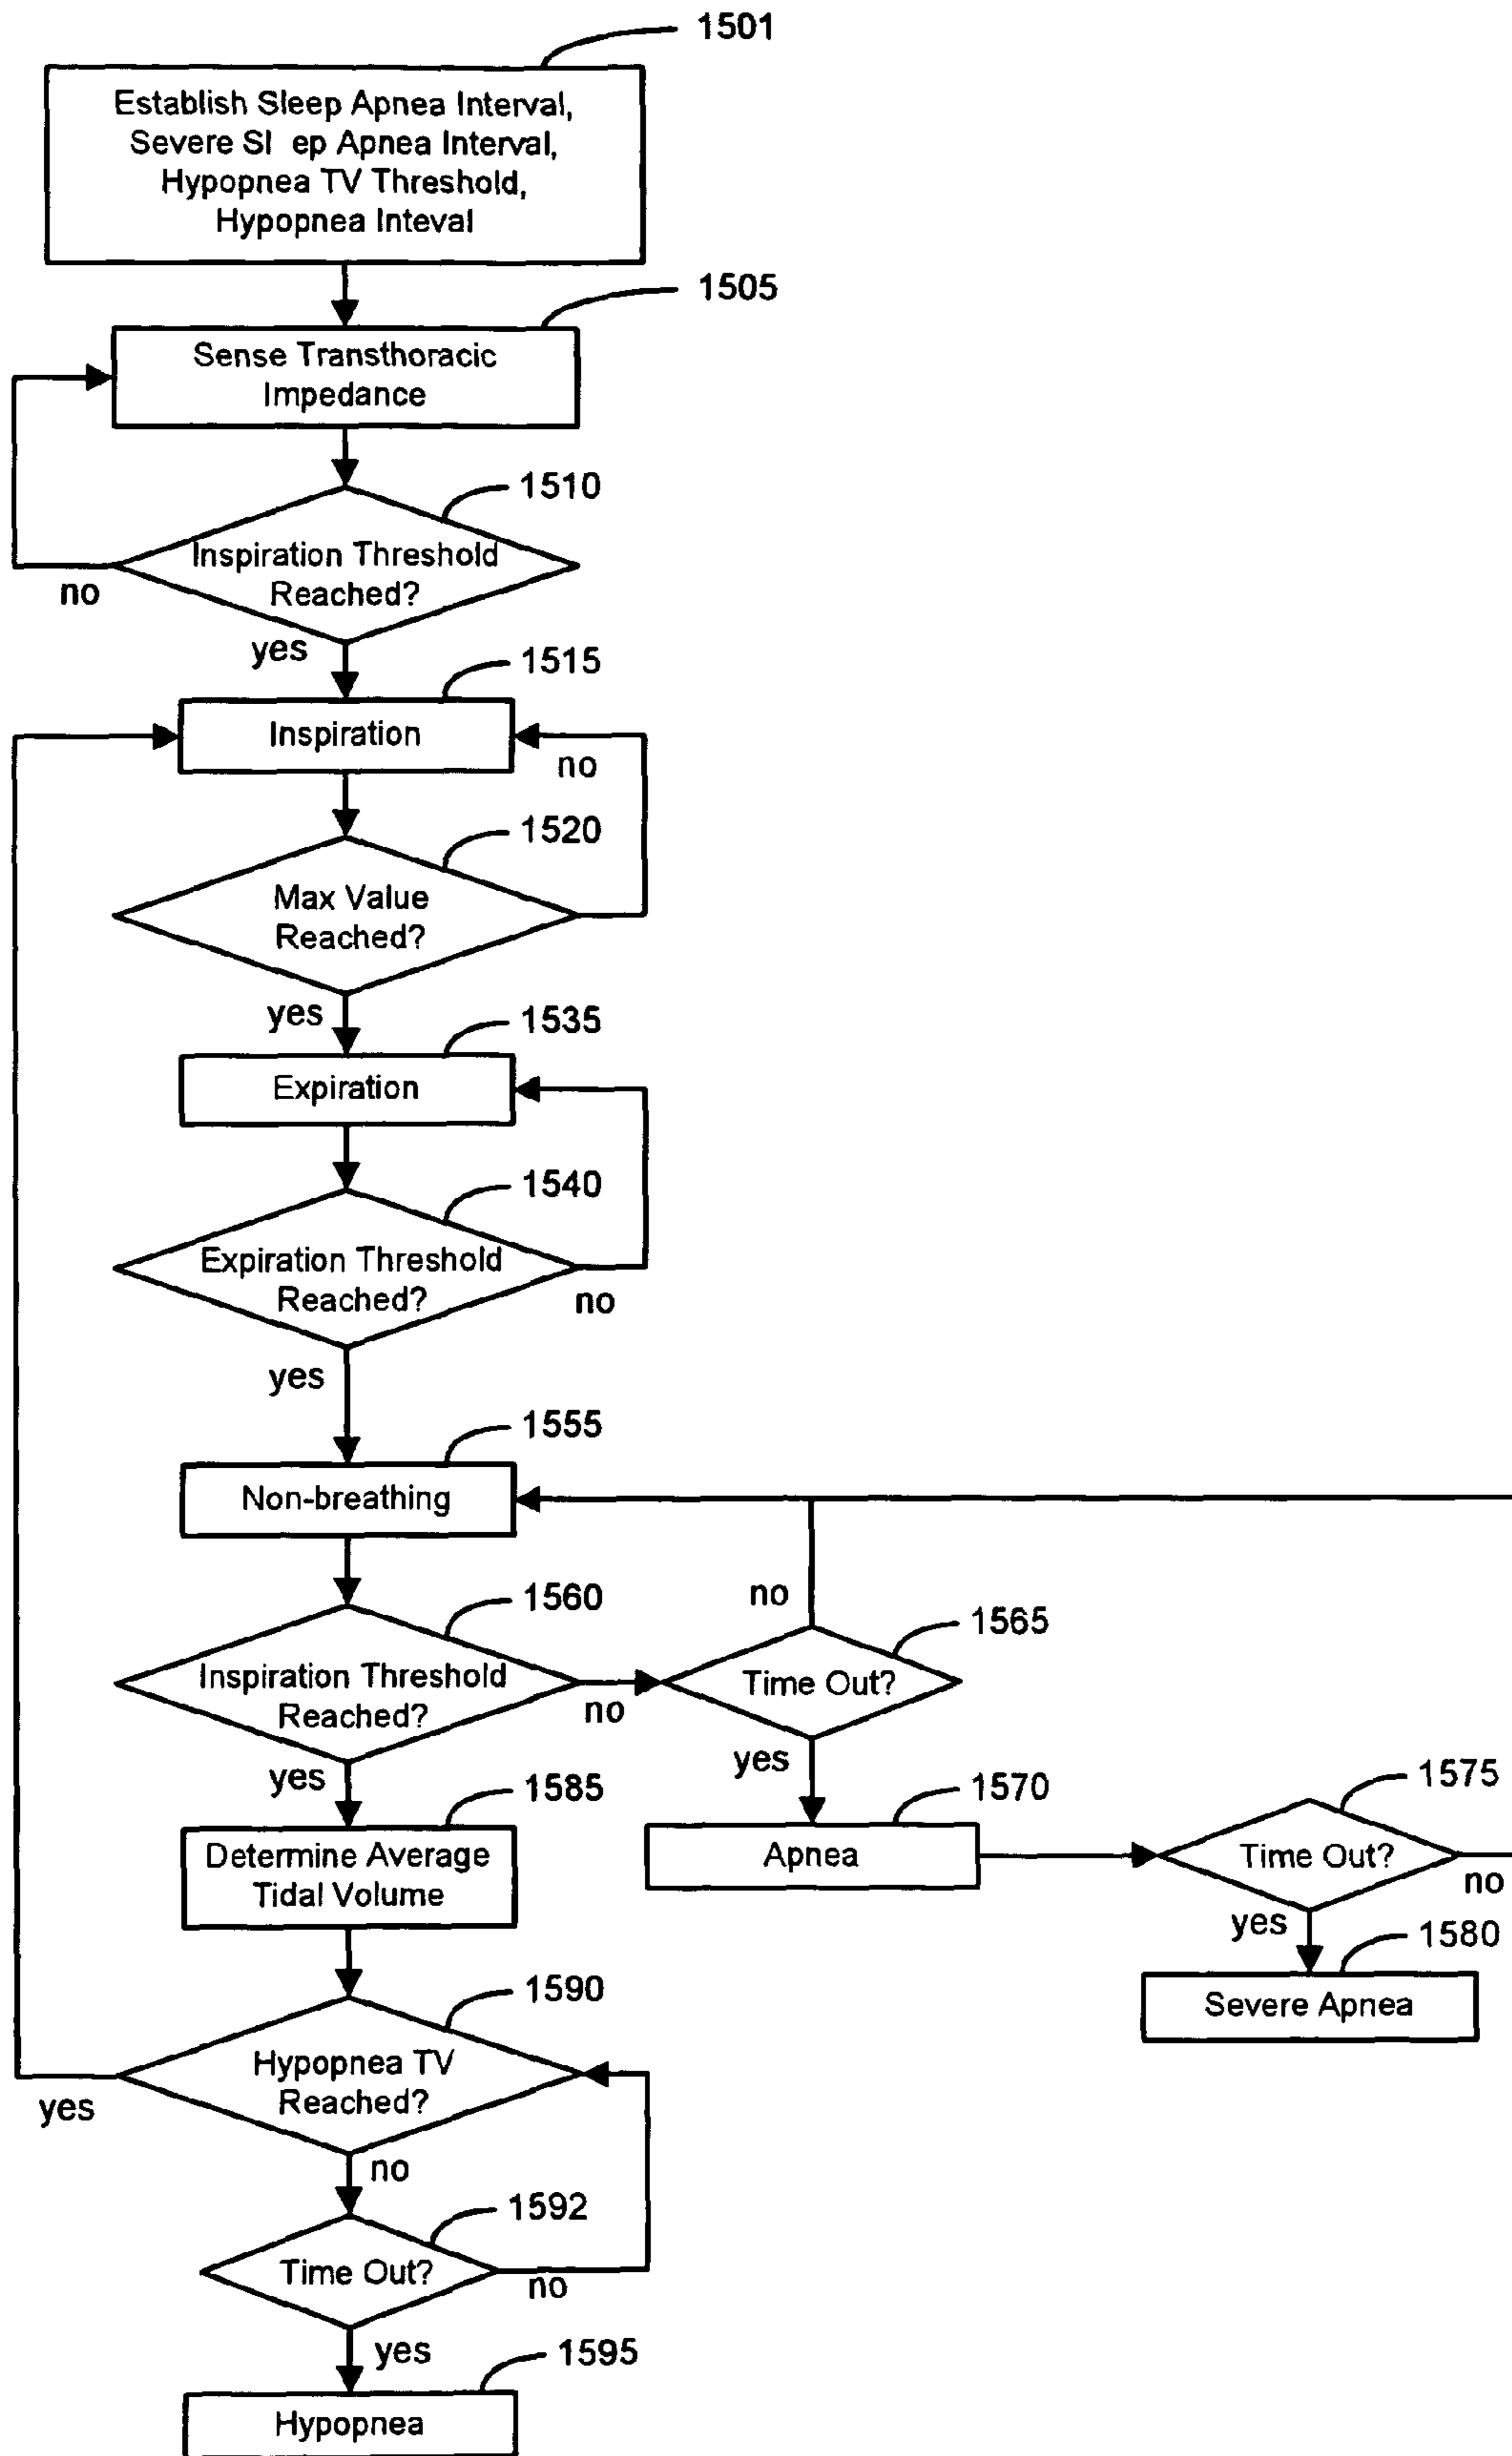 1501
Establish Sleep Apnea Interval,
Severe Sl ep Apnea Interval,
Hypopnea TV Threshold,
Hypopnea Inteval
1505
Sense Transthoracic
Impedance
1510
Inspiration Threshold
Reached?
no
yes
1515
Inspiration
no
1520
Max Value
Reached?
yes
1535
Expiration
1540
Expiration Threshold
Reached?
no
yes
1555
Non-breathing
1560
Inspiration Threshold
Reached?
no
yes
no
1565
Time Out?
yes
1570
Apnea
1575
Time Out?
no
yes
1580
Severe Apnea
1585
Determine Average
Tidal Volume
1590
Hypopnea TV
Reached?
yes
no
1592
Time Out?
no
yes
1595
Hypopnea